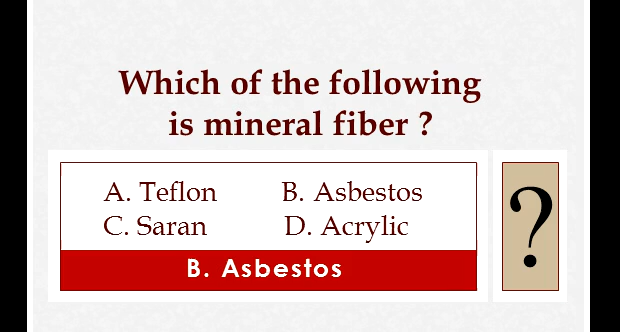 Which of the following
is mineral fiber ?
A. Teflon B. Asbestos
C. Saran D. Acrylic
B. Asbestos
?